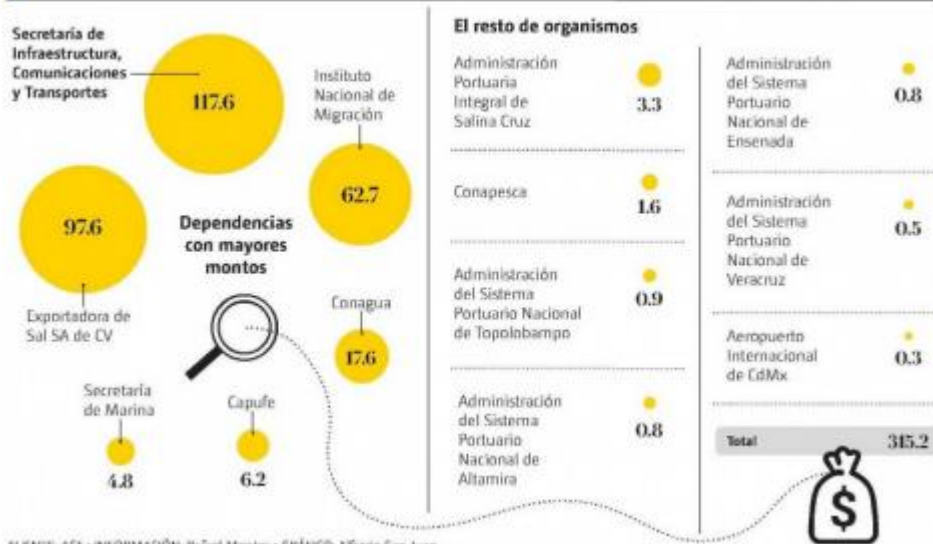 Secretaría de
Infraestructura,
Comunicaciones
y Transportes
117.6
Instituto
Nacional de
Migración
62.7
97.6
Exportadora de
Sal SA de CV
Dependencias
con mayores
montos
Conagua
17.6
Secretaría
de Marina
4.8
Capufe
6.2
El resto de organismos
Administración
Portuaria
Integral de
Salina Cruz
3.3
Conapesca
1.6
Administración
del Sistema
Portuario Nacional
de Topolobampo
0.9
Administración
del Sistema
Portuario
Nacional de
Altamira
0.8
Administración
del Sistema
Portuario
Nacional de
Ensenada
0.8
Administración
del Sistema
Portuario
Nacional de
Veracruz
0.5
Aeropuerto
Internacional
de CdMx
0.3
Total 315.2
$